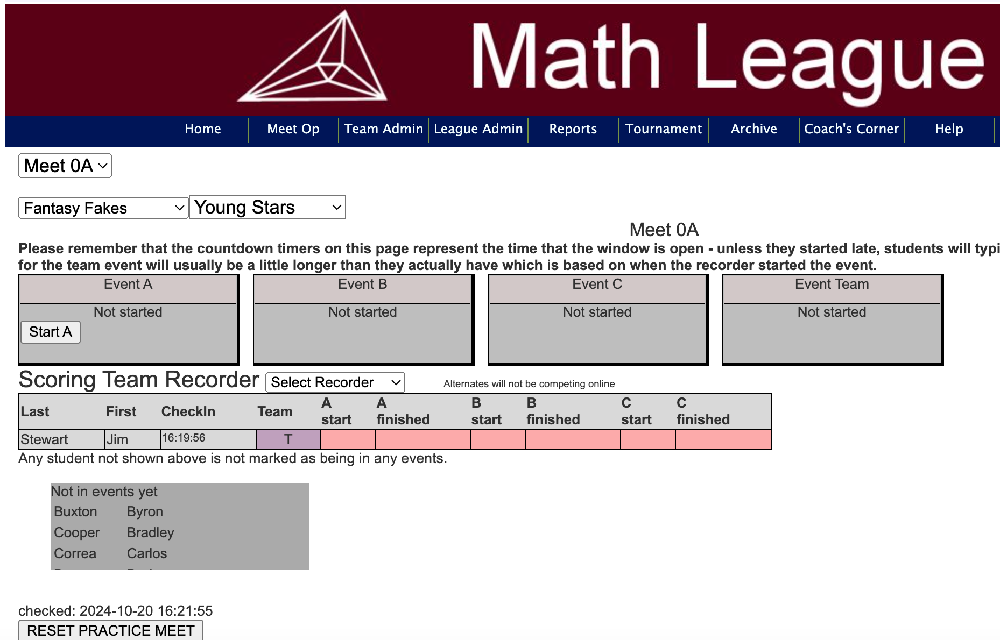 Math League
Home Meet Op Team Admin League Admin Reports Tournament Archive Coach's Corner Help
Meet 0A
Fantasy Fakes Young Stars
Meet 0A
Please remember that the countdown timers on this page represent the time that the window is open - unless they started late, students will
for the team event will usually be a little longer than they actually have which is based on when the recorder started the event.
Event A Event B Event C Event Team
Not started Not started Not started Not started
Start A
Scoring Team Recorder Select Recorder Alternates will not be competing online
Last First CheckIn Team A start A finished B start B finished C start C finished
Stewart Jim 16:19:56 T
Any student not shown above is not marked as being in any events.
Not in events yet
Buxton Byron
Cooper Bradley
Correa Carlos
checked: 2024-10-20 16:21:55
RESET PRACTICE MEET